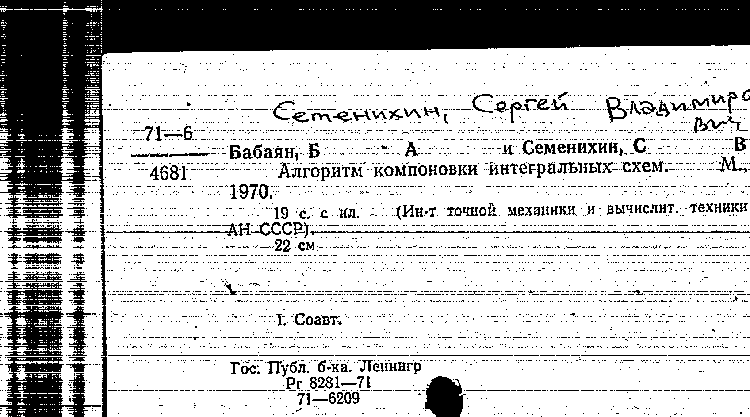 Семенихин, Сергей Владимиро
вич
71—6
4681
Бабаян, Б А и Семенихин, С В
Алгоритм компоновки интегральных схем. М.,
1970.
19 с. с ил. (Ин-т точной механики и вычислит. техники
АН СССР).
22 см
I. Соавт.
Гос. Публ. б-ка. Ленингр
Рг 8281—71
71—6209